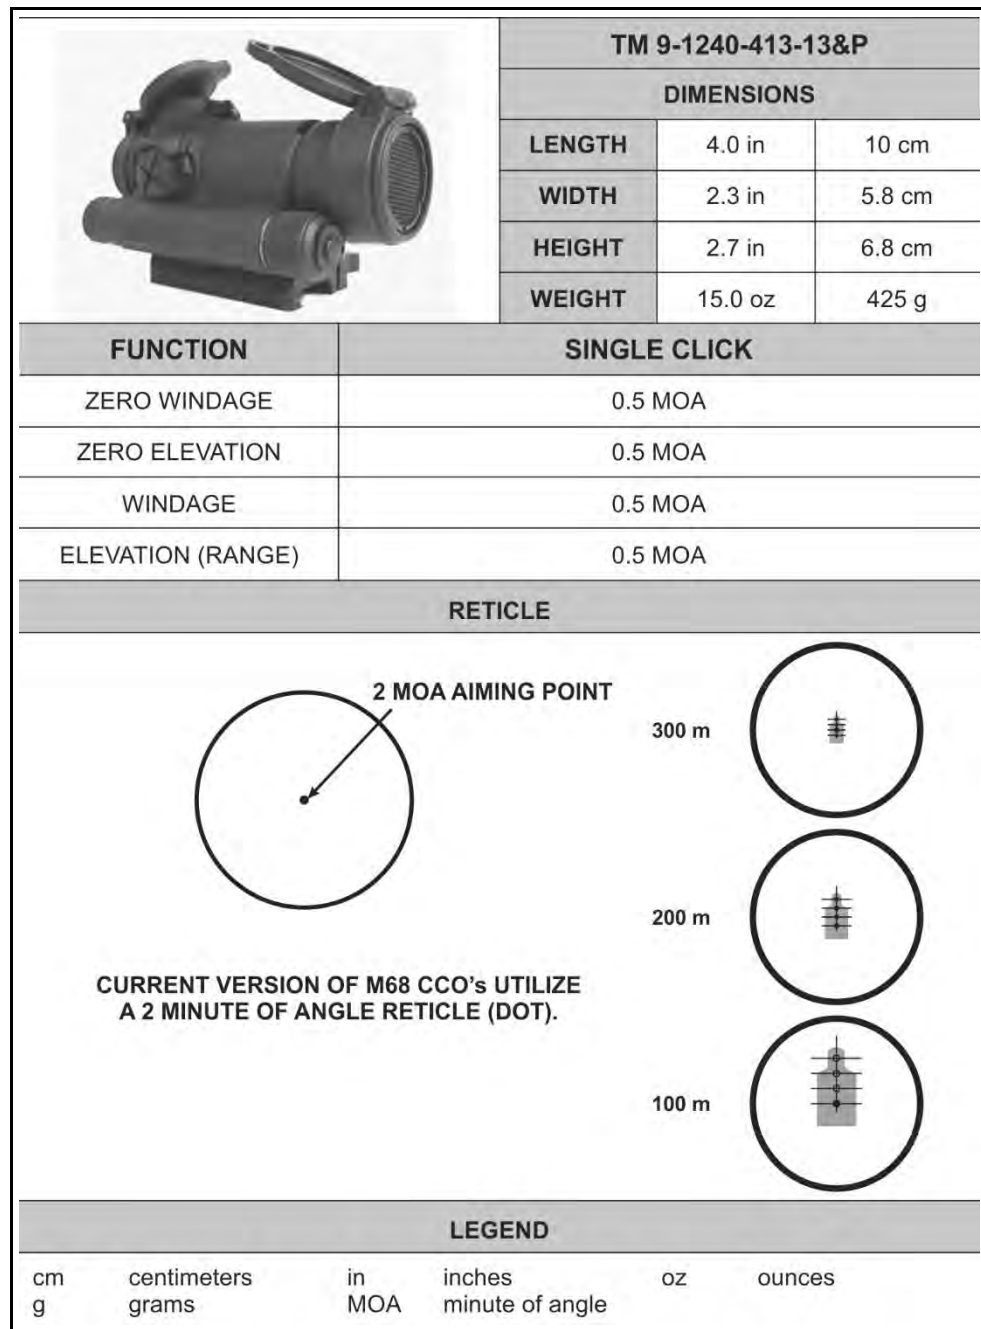 TM 9-1240-413-13&P
DIMENSIONS
LENGTH 4.0 in 10 cm
WIDTH 2.3 in 5.8 cm
HEIGHT 2.7 in 6.8 cm
WEIGHT 15.0 oz 425 g
FUNCTION SINGLE CLICK
ZERO WINDAGE 0.5 MOA
ZERO ELEVATION 0.5 MOA
WINDAGE 0.5 MOA
ELEVATION (RANGE) 0.5 MOA
RETICLE
2 MOA AIMING POINT
300 m
200 m
CURRENT VERSION OF M68 CCO's UTILIZE
A 2 MINUTE OF ANGLE RETICLE (DOT).
100 m
LEGEND
cm centimeters in inches oz ounces
g grams MOA minute of angle